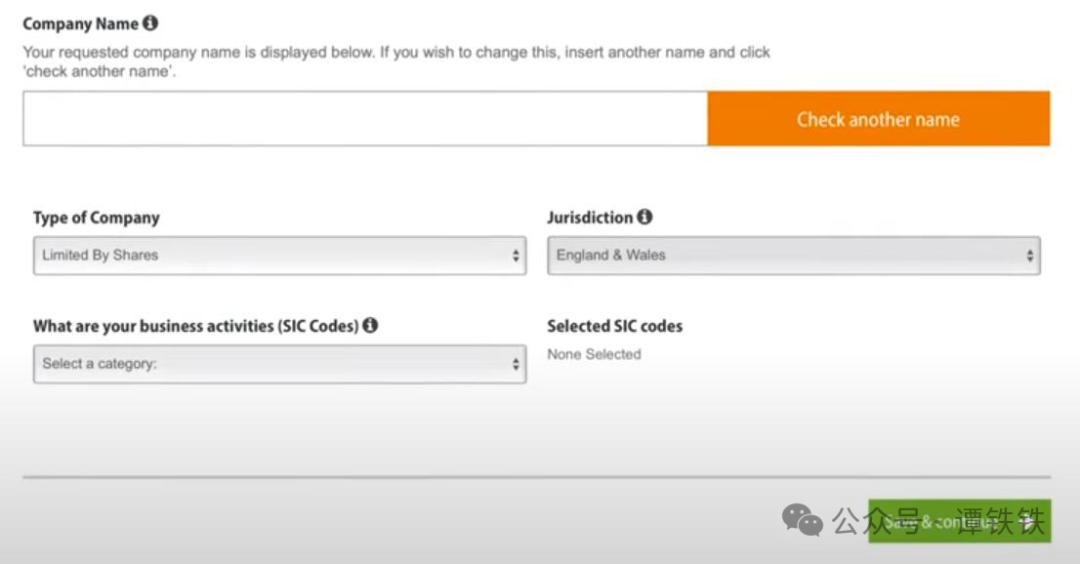 Company Name
Your requested company name is displayed below. If you wish to change this, insert another name and click
'check another name'.
Check another name
Type of Company
Jurisdiction
Limited By Shares
England & Wales
What are your business activities (SIC Codes)
Selected SIC codes
Select a category:
None Selected
Save & continue
公众号 谭铁铁